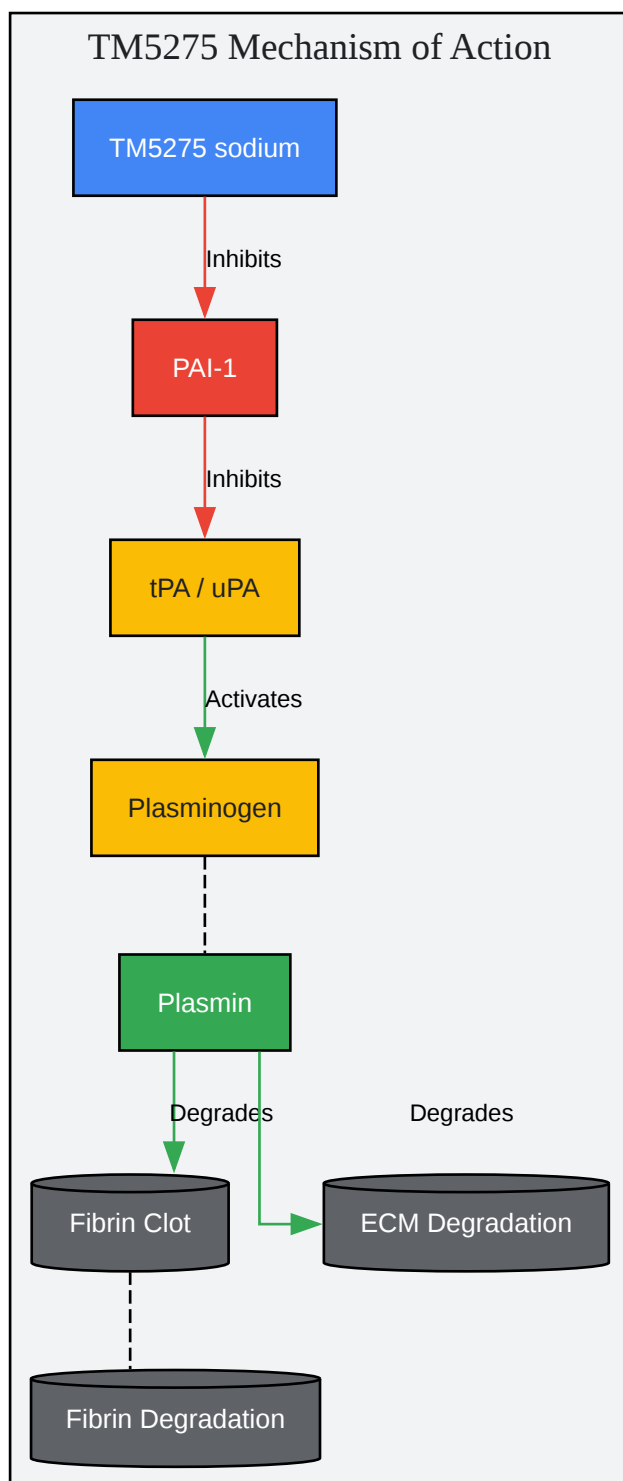 TM5275 Mechanism of Action
TM5275 sodium
Inhibits
PAI-1
Inhibits
tPA / uPA
Activates
Plasminogen
Plasmin
Degrades
Degrades
Fibrin Clot
ECM Degradation
Fibrin Degradation